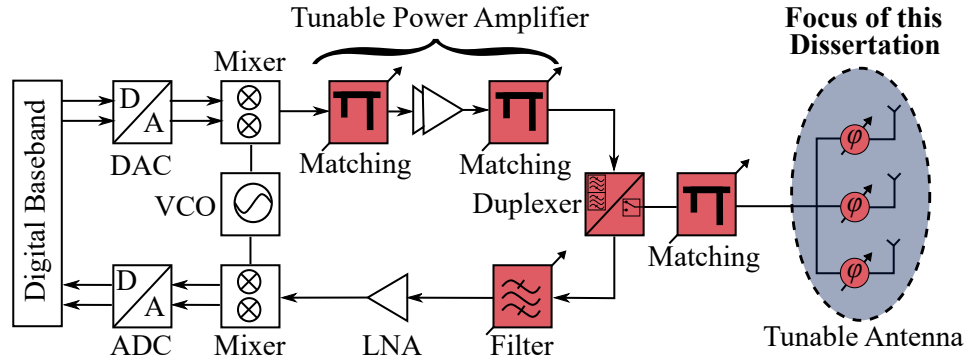 Tunable Power Amplifier
Focus of this
Dissertation
Mixer
Digital Baseband
D
A
DAC
Matching
Matching
VCO
Duplexer
Matching
φ
φ
φ
D
A
ADC
Mixer
LNA
Filter
Tunable Antenna